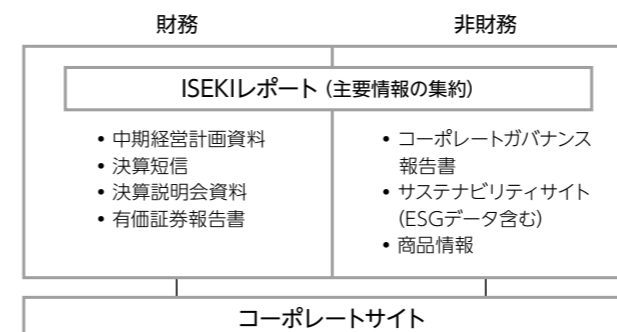 財務
非財務
ISEKIレポート（主要情報の集約）
• 中期経営計画資料
• 決算短信
• 決算説明会資料
• 有価証券報告書
• コーポレートガバナンス
報告書
• サステナビリティサイト
（ESGデータ含む）
• 商品情報
コーポレートサイト